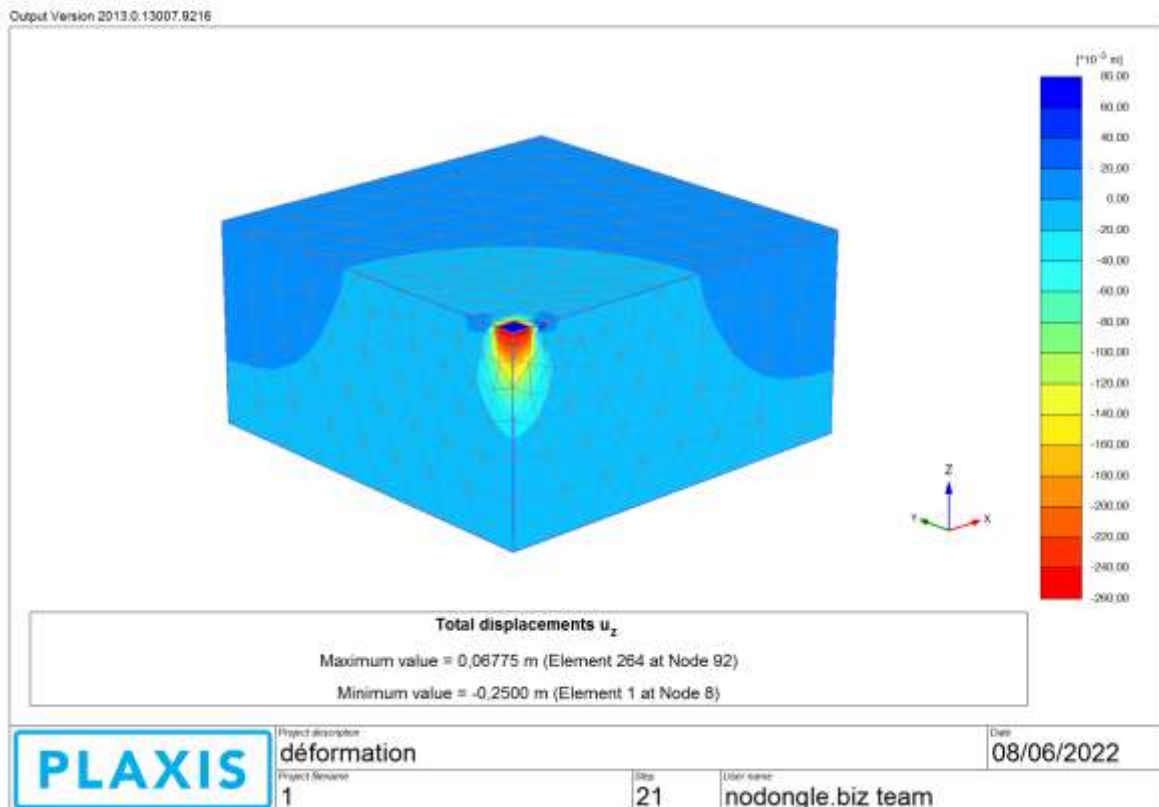 Output Version 2013.0.13007.9216
[*10-3 m]
80,00
60,00
40,00
20,00
0,00
-20,00
-40,00
-60,00
-80,00
-100,00
-120,00
-140,00
-160,00
-180,00
-200,00
-220,00
-240,00
-260,00
Z
Y
X
Total displacements uz
Maximum value = 0,06775 m (Element 264 at Node 92)
Minimum value = -0,2500 m (Element 1 at Node 8)
PLAXIS
Project description
déformation
Date
08/06/2022
Project filename
1
Step
21
User name
nodongle.biz team